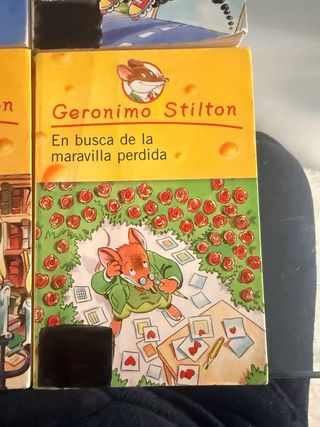 Geronimo Stilton
En busca de la
maravilla perdida